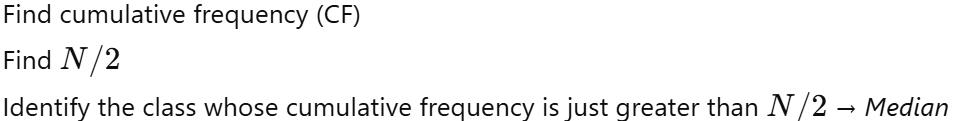 Find cumulative frequency (CF)
Find N/2
Identify the class whose cumulative frequency is just greater than N/2 → Median